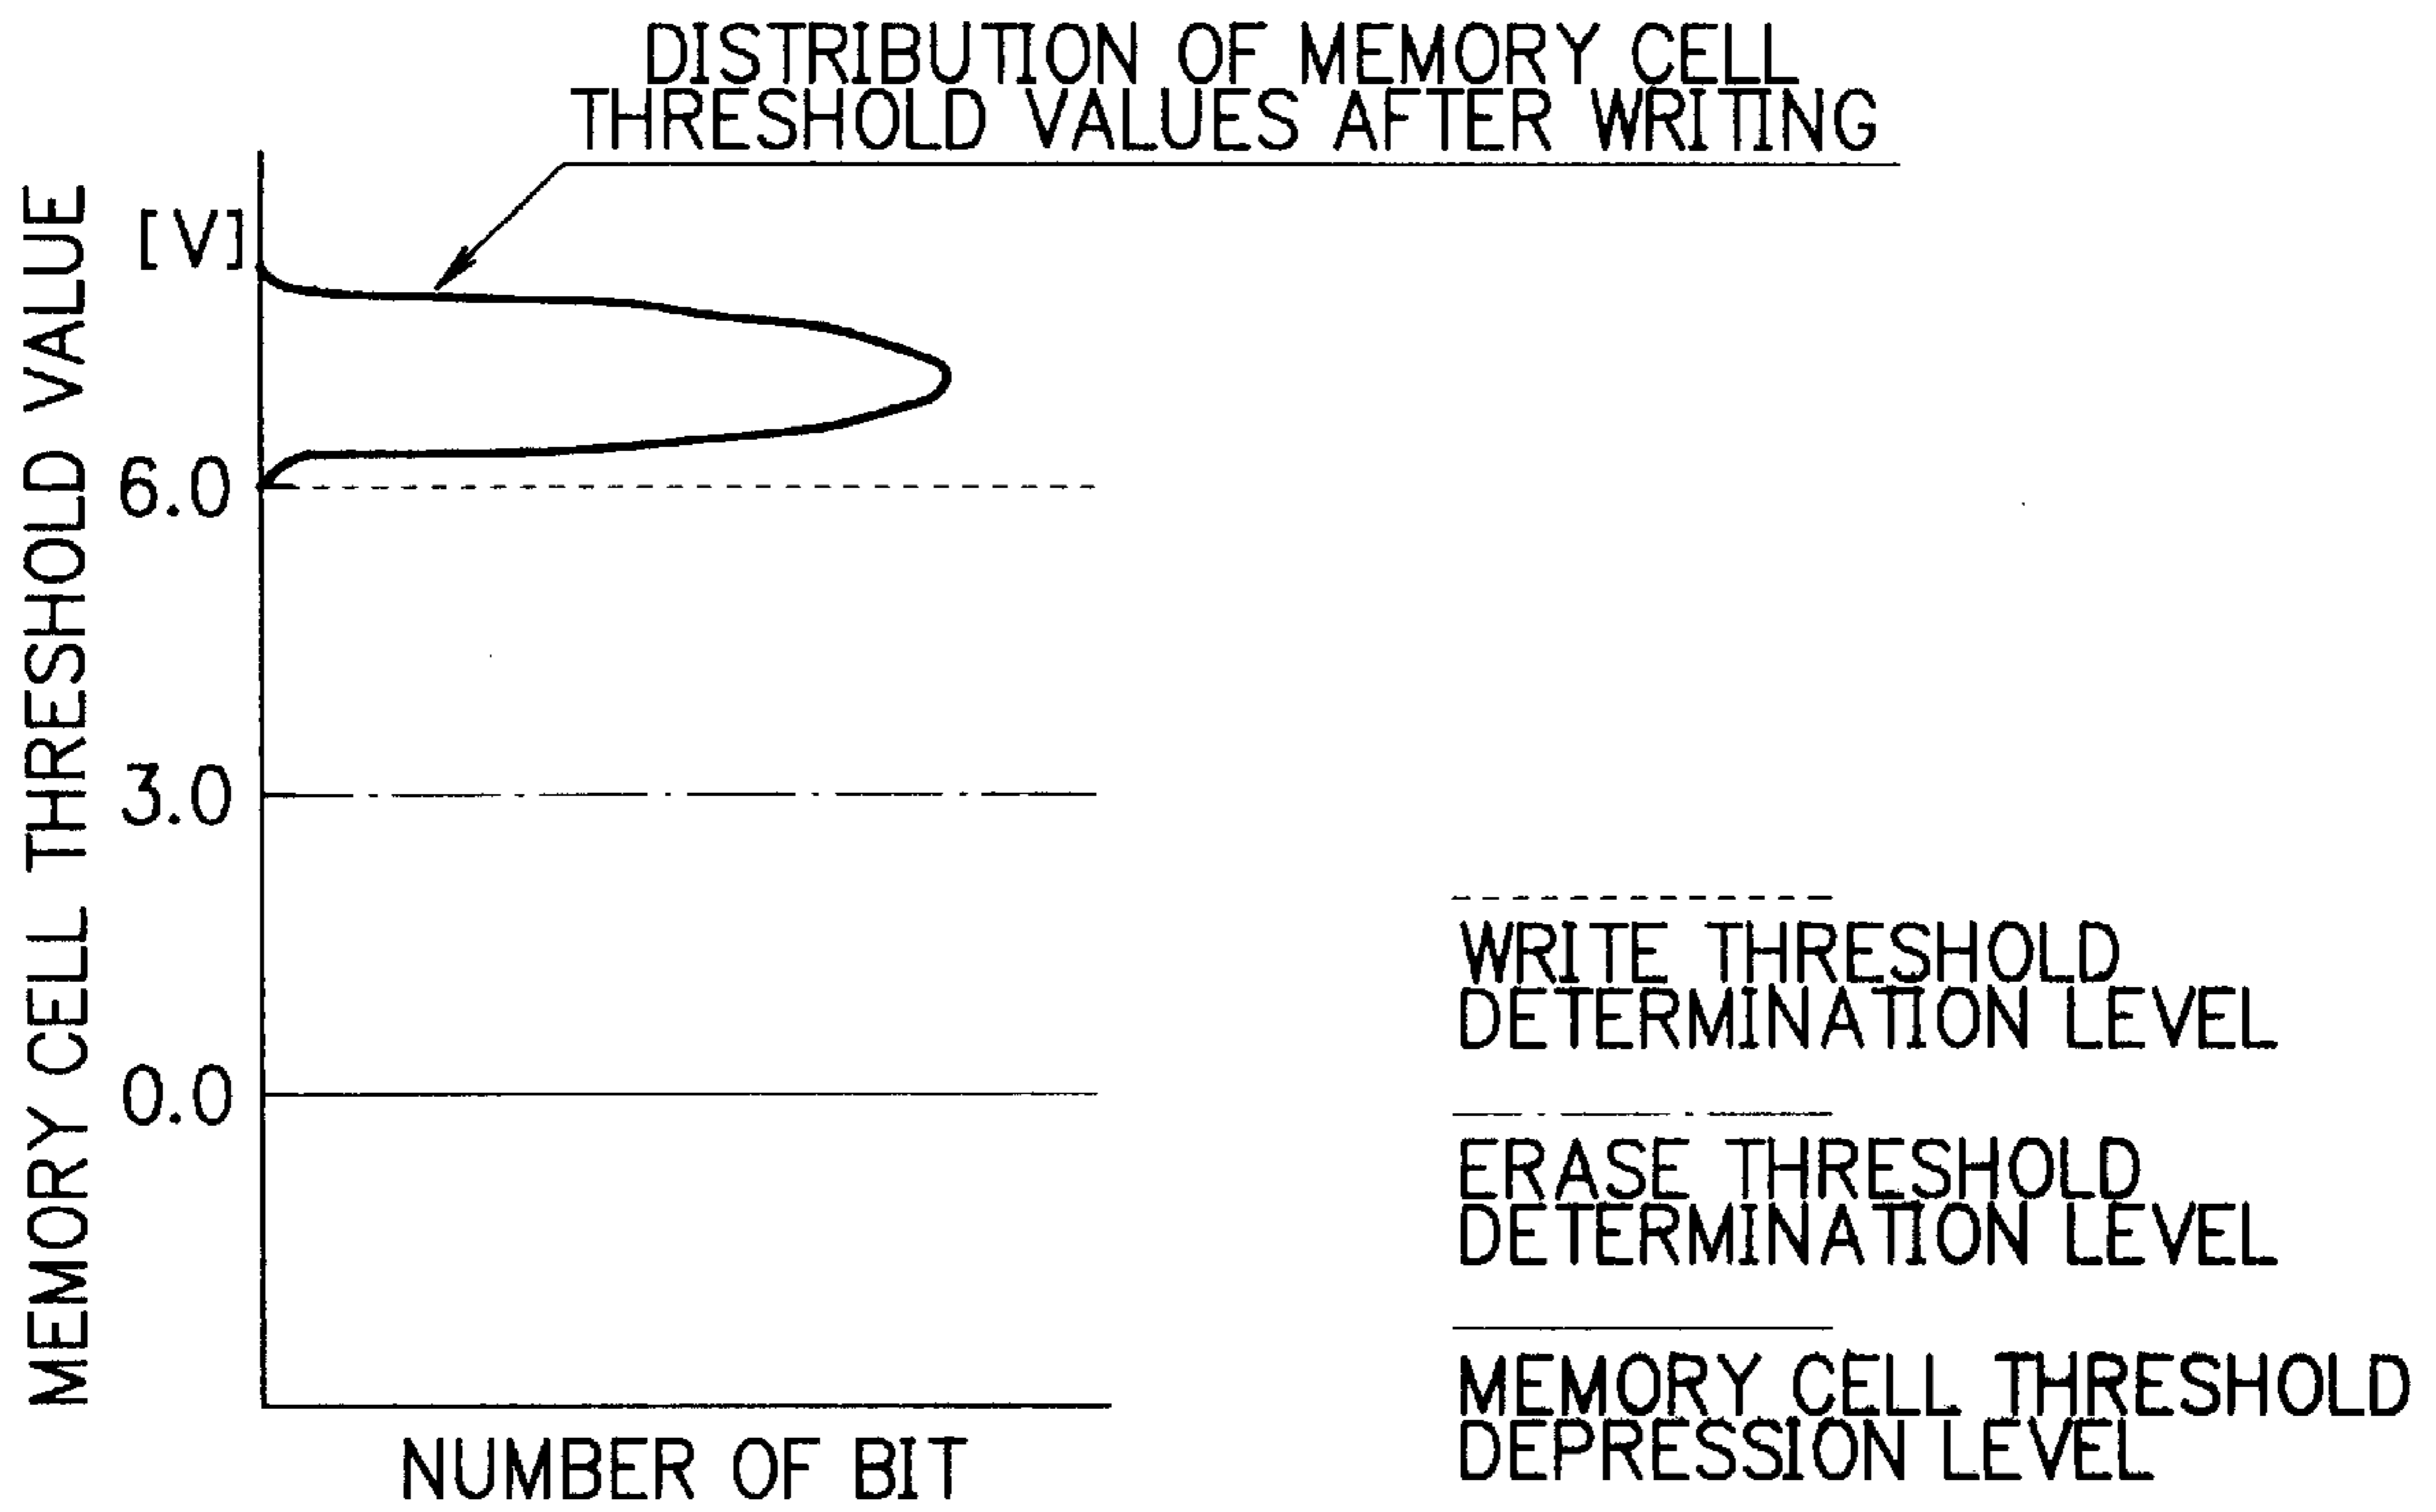 DISTRIBUTION OF MEMORY CELL
THRESHOLD VALUES AFTER WRITING
MEMORY CELL THRESHOLD VALUE
[V]
6.0
3.0
0.0
NUMBER OF BIT
WRITE THRESHOLD
DETERMINATION LEVEL
ERASE THRESHOLD
DETERMINATION LEVEL
MEMORY CELL THRESHOLD
DEPRESSION LEVEL